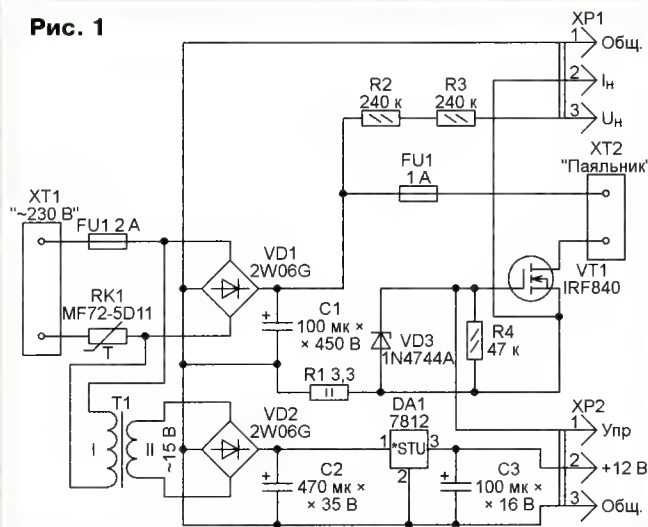 Рис. 1
XP1
1
Общ.
2
Iн
3
Uн
R2
240 к
R3
240 к
FU1
1 А
XT2
"Паяльник"
XT1
"~230 В"
FU1 2 А
VD1
2W06G
RK1
MF72-5D11
T
VT1
IRF840
C1
+
100 мк ×
× 450 В
VD3
1N4744A
R4
47 к
R1 3,3
T1
I
II
~15 В
VD2
2W06G
DA1
7812
1
*STU
3
2
C2
+
470 мк ×
× 35 В
C3
+
100 мк ×
× 16 В
XP2
1
Упр
2
+12 В
3
Общ.